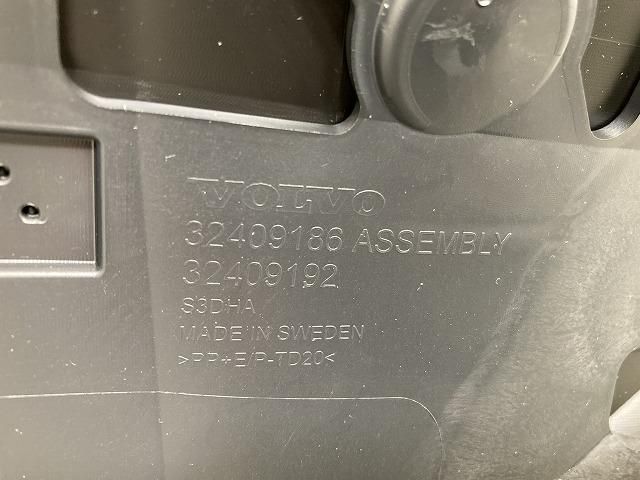 VOLVO
32409186 ASSEMBLY
32409192
S3DHA
MADE IN SWEDEN
>PP+E/P-TD20<